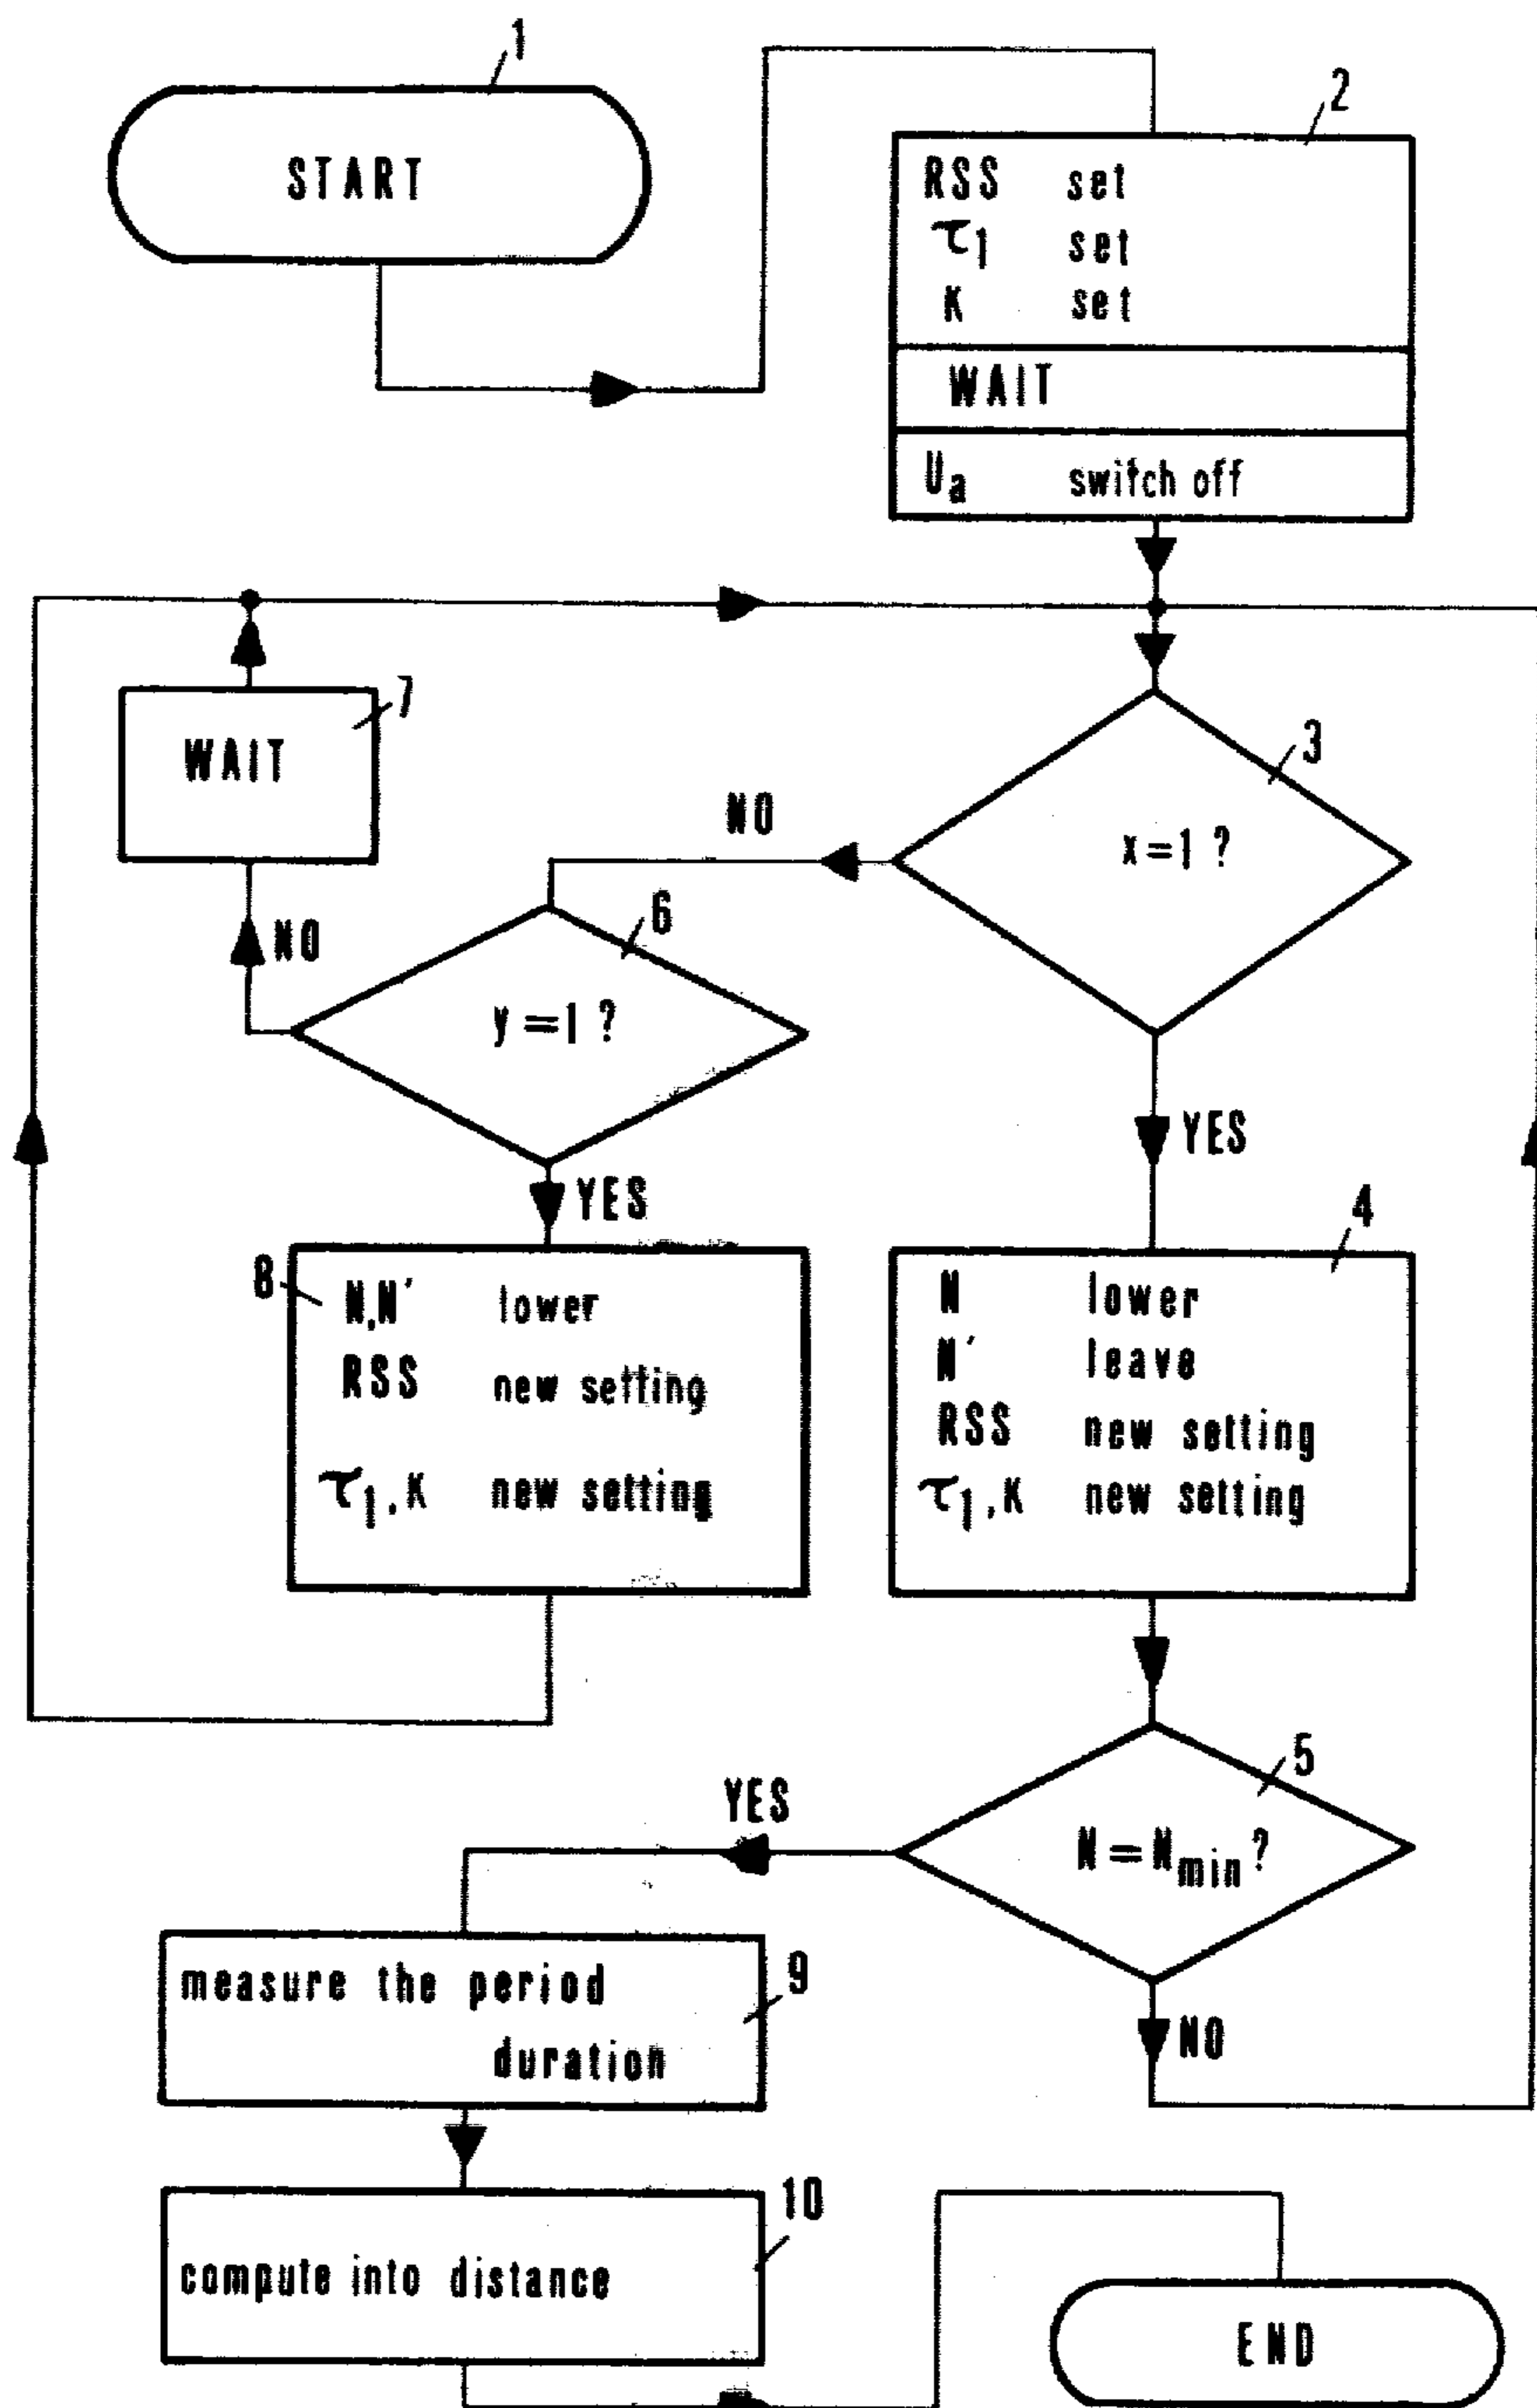 1
START
2
RSS set
τ1 set
K set
WAIT
Ua switch off
7
WAIT
3
x=1 ?
NO
6
NO
y=1 ?
YES
YES
4
8
N,N′ lower
RSS new setting
τ1,K new setting
N lower
N′ leave
RSS new setting
τ1,K new setting
5
YES
N=Nmin?
9
measure the period
duration
NO
10
compute into distance
END